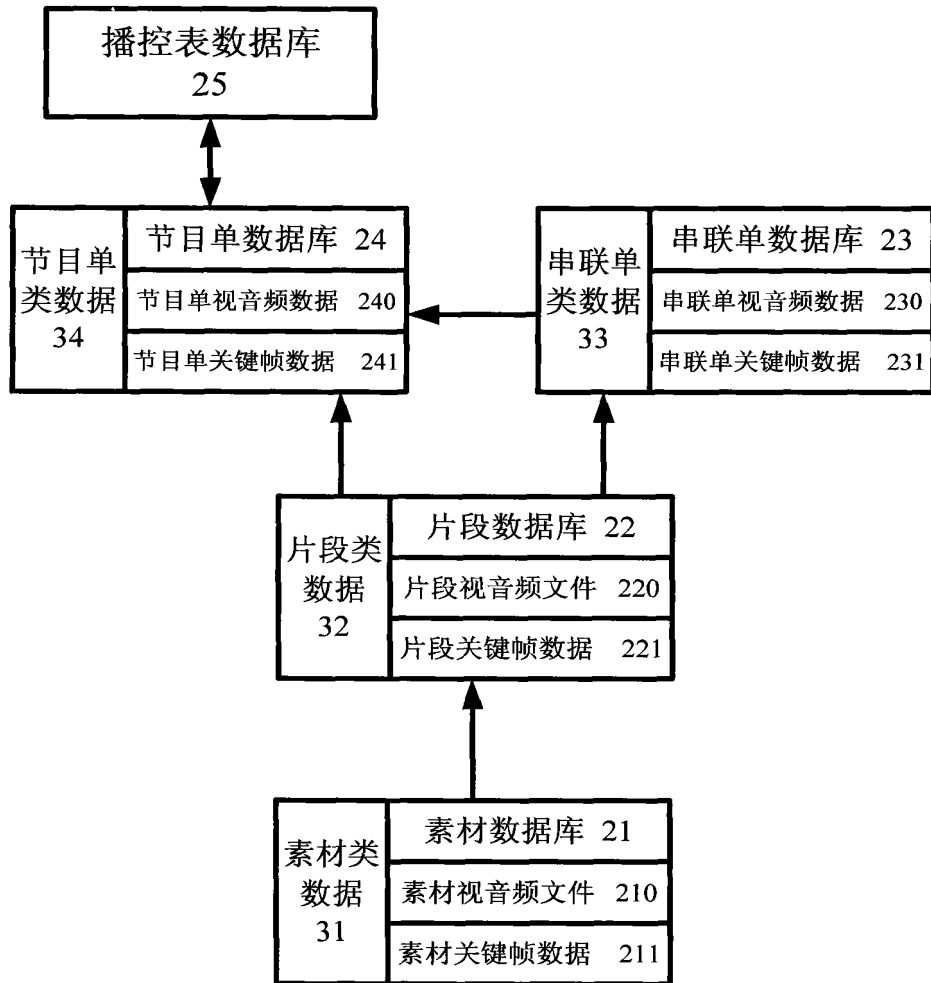 播控表数据库
25
节目单
类数据
34
节目单数据库 24
节目单视音频数据 240
节目单关键帧数据 241
串联单
类数据
33
串联单数据库 23
串联单视音频数据 230
串联单关键帧数据 231
片段类
数据
32
片段数据库 22
片段视音频文件 220
片段关键帧数据 221
素材类
数据
31
素材数据库 21
素材视音频文件 210
素材关键帧数据 211